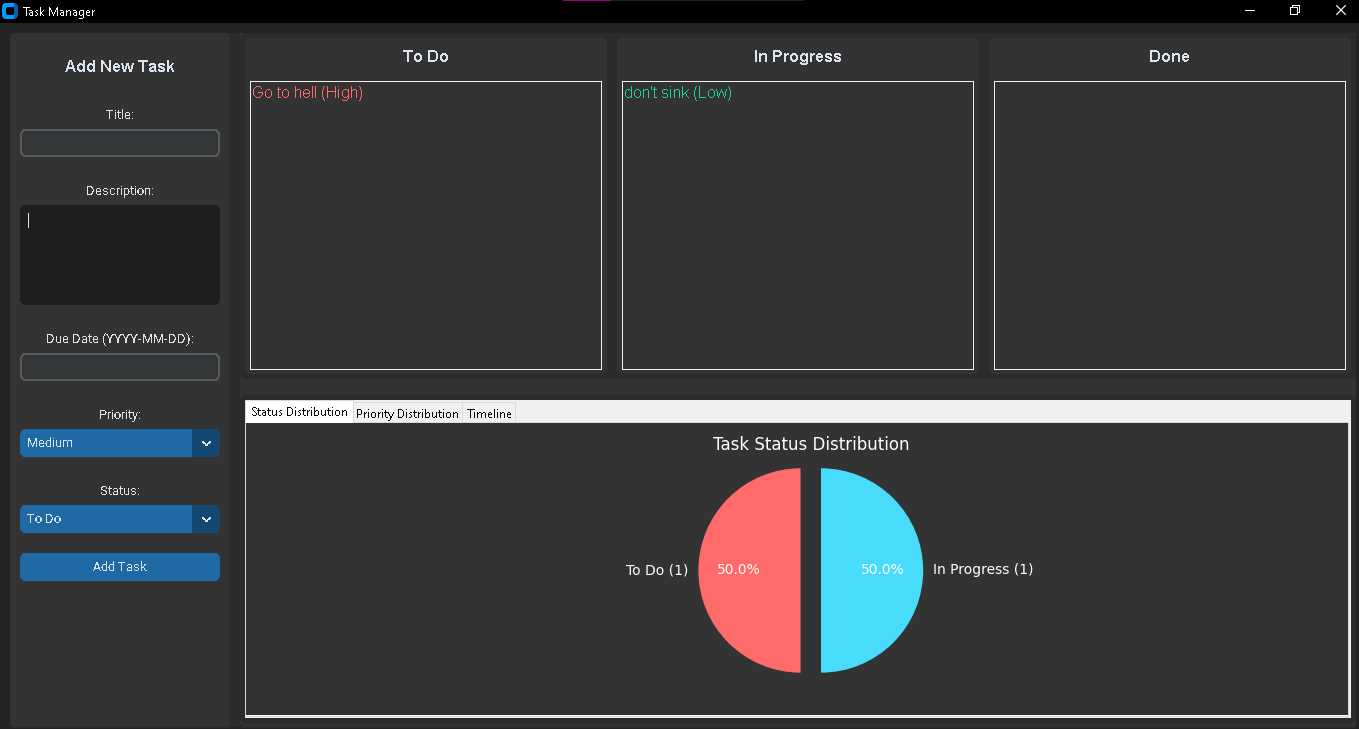 Task Manager
Add New Task
Title:
Description:
Due Date (YYYY-MM-DD):
Priority:
Medium
Status:
To Do
Add Task
To Do
Go to hell (High)
In Progress
don't sink (Low)
Done
Status Distribution
Priority Distribution
Timeline
Task Status Distribution
To Do (1)
50.0%
50.0%
In Progress (1)